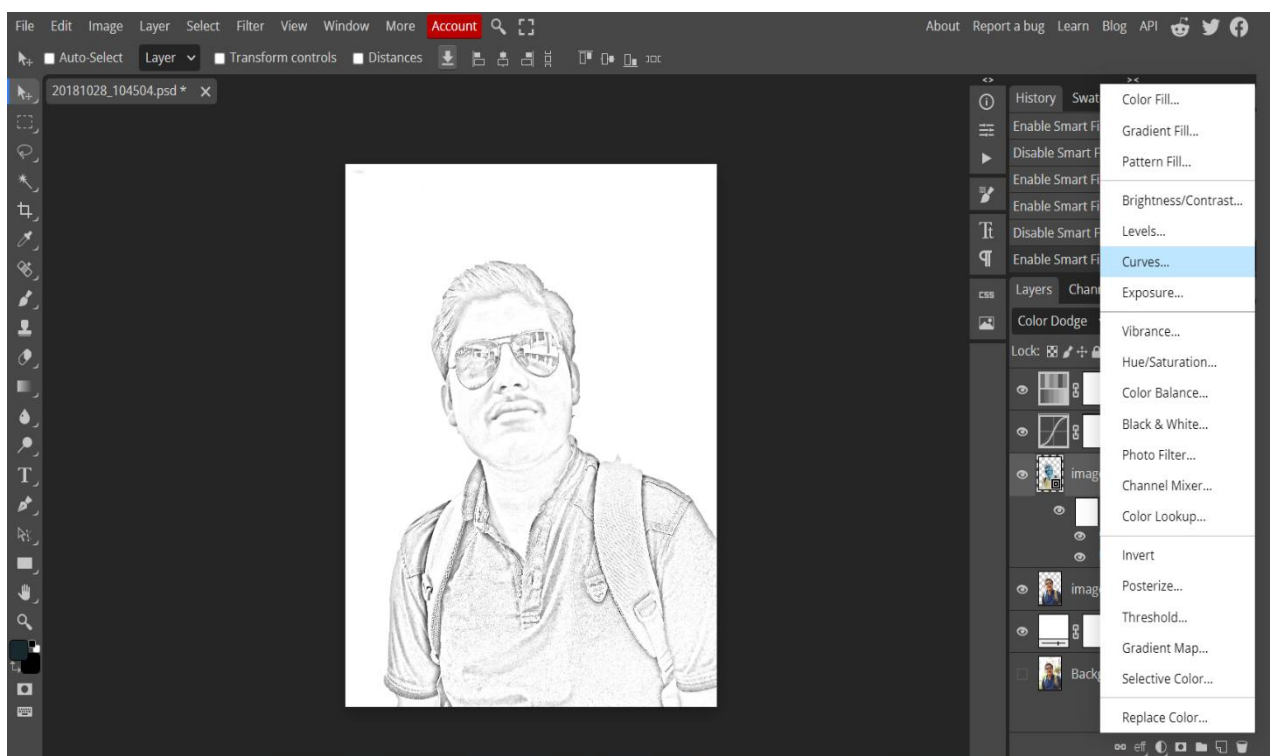 File Edit Image Layer Select Filter View Window More Account About Report a bug Learn Blog API
Auto-Select Layer Transform controls Distances
20181028_104504.psd *
History Swat
Enable Smart Fi
Disable Smart F
Enable Smart Fi
Enable Smart Fi
Disable Smart F
Enable Smart Fi
CSS
Layers Chan
Color Dodge
Lock:
imag
imag
Back
Color Fill...
Gradient Fill...
Pattern Fill...
Brightness/Contrast...
Levels...
Curves...
Exposure...
Vibrance...
Hue/Saturation...
Color Balance...
Black & White...
Photo Filter...
Channel Mixer...
Color Lookup...
Invert
Posterize...
Threshold...
Gradient Map...
Selective Color...
Replace Color...
eff